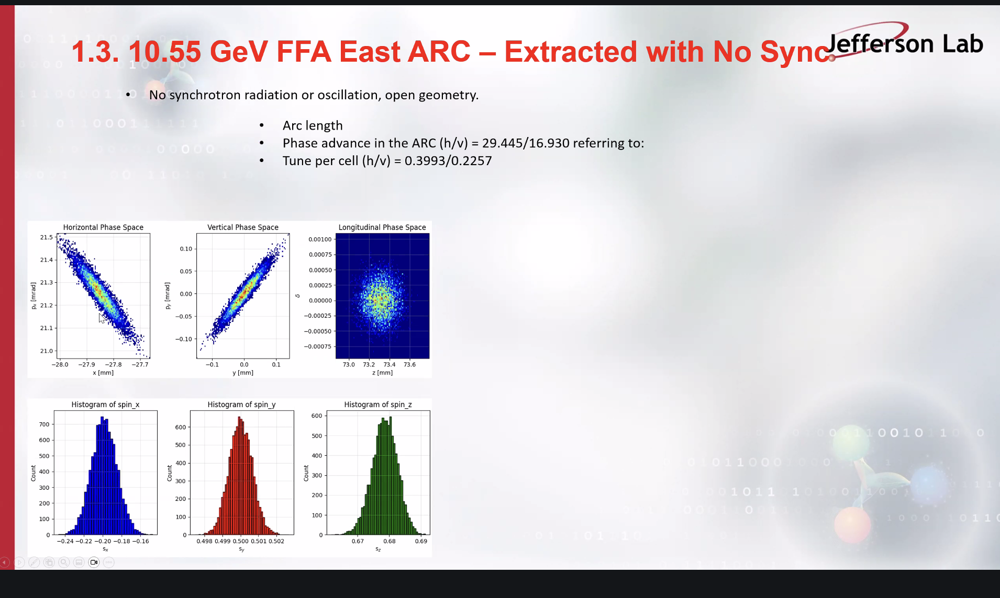 1.3. 10.55 GeV FFA East ARC – Extracted with No Sync
Jefferson Lab
• No synchrotron radiation or oscillation, open geometry.
• Arc length
• Phase advance in the ARC (h/v) = 29.445/16.930 referring to:
• Tune per cell (h/v) = 0.3993/0.2257
Horizontal Phase Space
21.5
21.4
21.3
21.2
21.1
21.0
pₓ [mrad]
−28.0 −27.9 −27.8 −27.7
x [mm]
Vertical Phase Space
0.10
0.05
0.00
−0.05
−0.10
p_y [mrad]
−0.1 0.0 0.1
y [mm]
Longitudinal Phase Space
0.00100
0.00075
0.00050
0.00025
0.00000
−0.00025
−0.00050
−0.00075
δ
73.0 73.2 73.4 73.6
z [mm]
Histogram of spin_x
700
600
500
400
300
200
100
0
Count
−0.24 −0.22 −0.20 −0.18 −0.16
sₓ
Histogram of spin_y
600
500
400
300
200
100
0
Count
0.498 0.499 0.500 0.501 0.502
s_y
Histogram of spin_z
600
500
400
300
200
100
0
Count
0.67 0.68 0.69
s_z